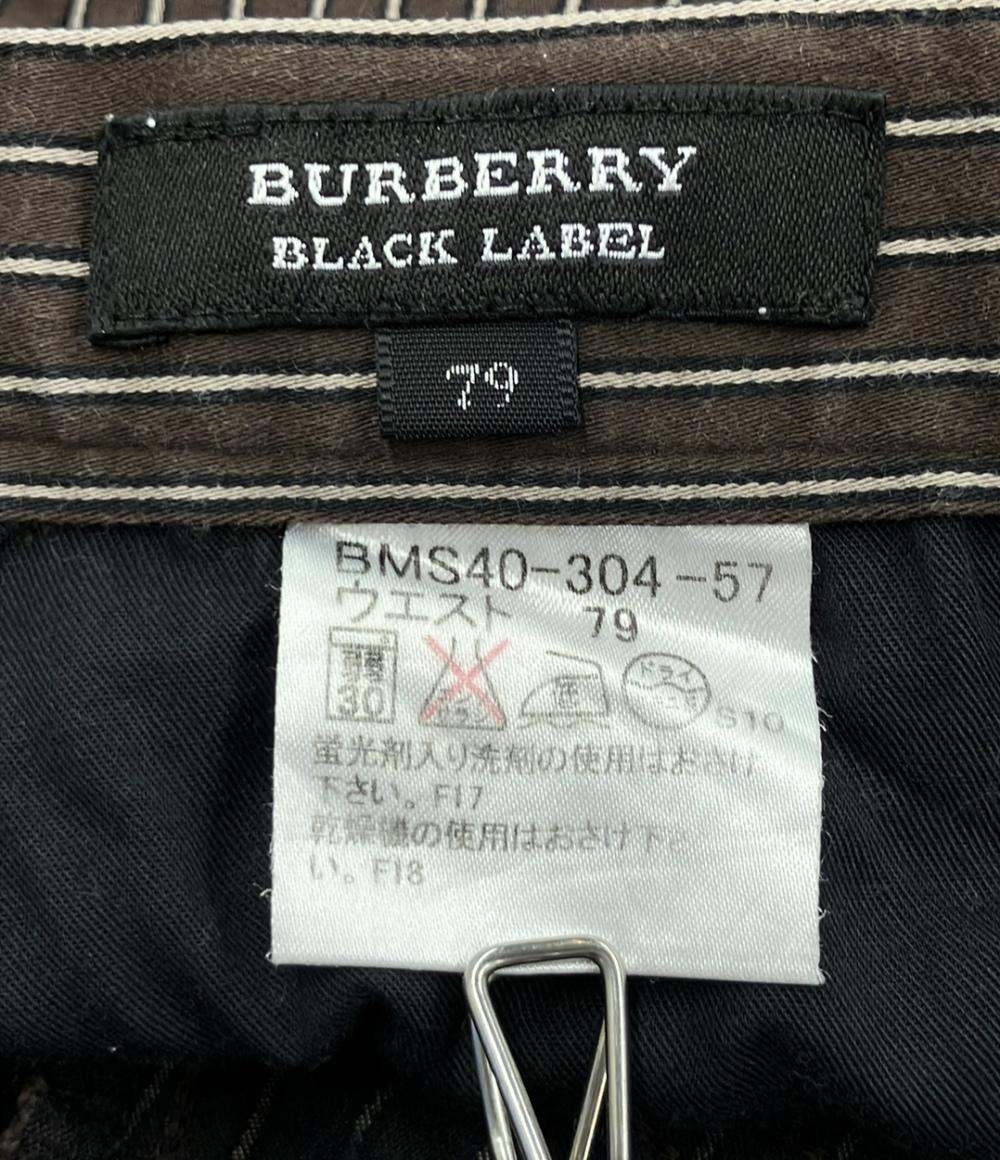 BURBERRY
BLACK LABEL
79
BMS40-304-57
ウエスト 79
30
低
ドライ
S10
蛍光剤入り洗剤の使用はおさけ
下さい。F17
乾燥機の使用はおさけ下さ
い。F18